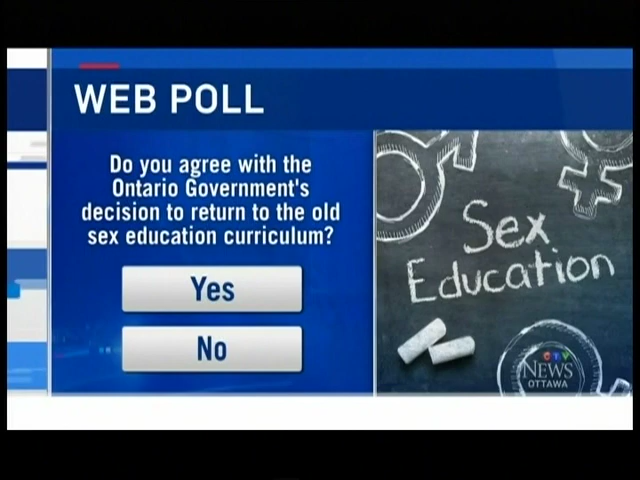 WEB POLL
Do you agree with the
Ontario Government's
decision to return to the old
sex education curriculum?
Yes
No
Sex
Education
CTV
NEWS
OTTAWA